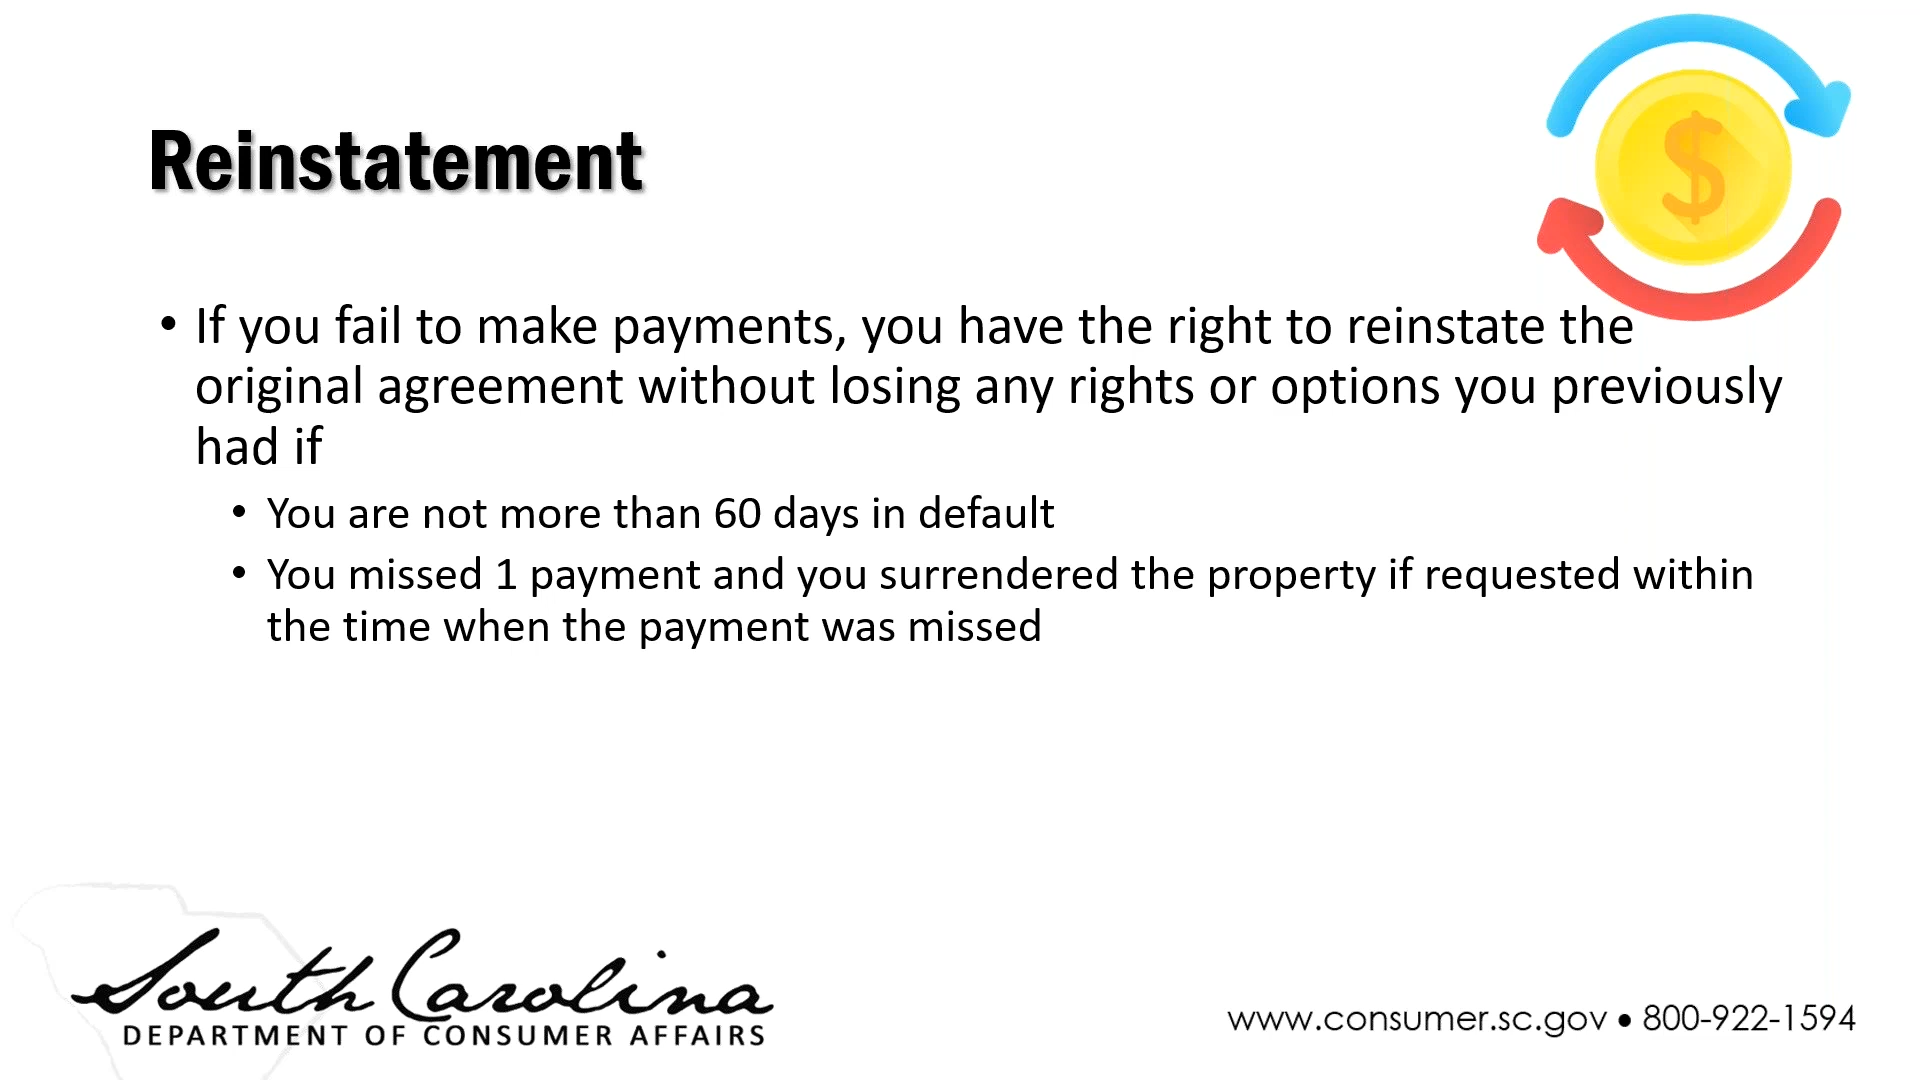 Reinstatement
• If you fail to make payments, you have the right to reinstate the
original agreement without losing any rights or options you previously
had if
• You are not more than 60 days in default
• You missed 1 payment and you surrendered the property if requested within
the time when the payment was missed
South Carolina
DEPARTMENT OF CONSUMER AFFAIRS
www.consumer.sc.gov • 800-922-1594
$